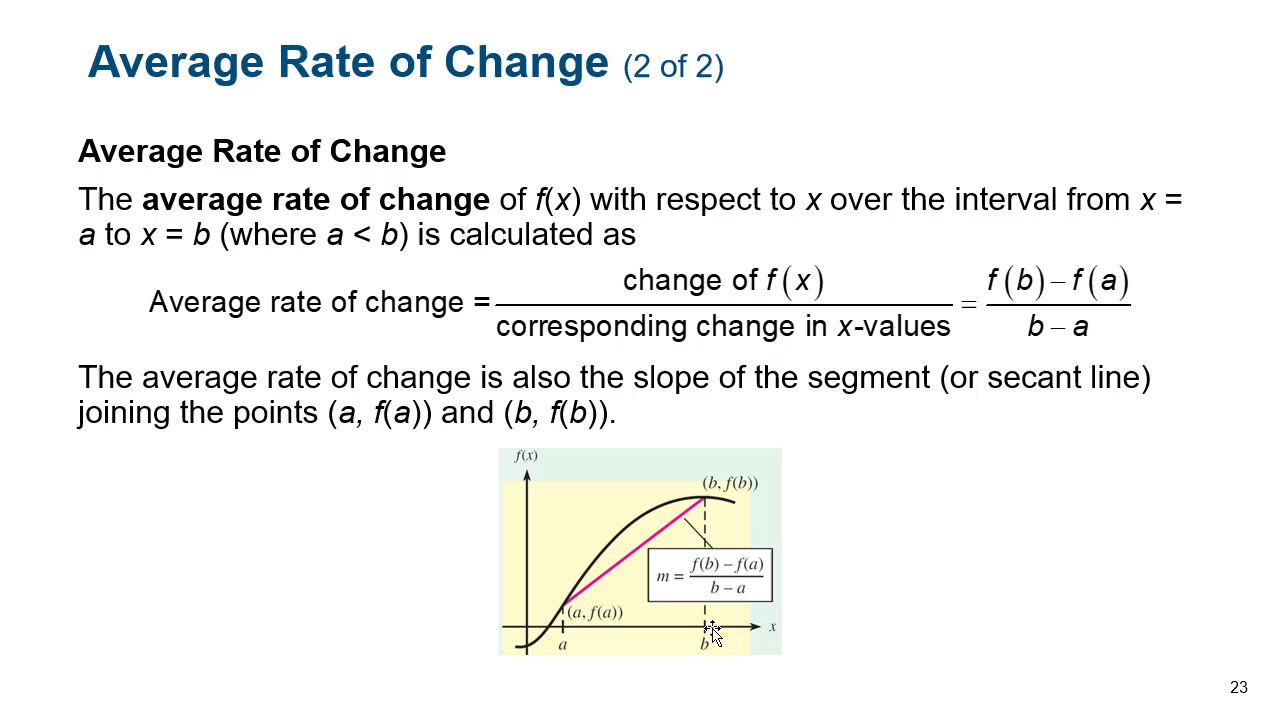 Average Rate of Change (2 of 2)
Average Rate of Change
The average rate of change of f(x) with respect to x over the interval from x =
a to x = b (where a < b) is calculated as
Average rate of change = change of f(x) / corresponding change in x-values = f(b) – f(a) / b – a
The average rate of change is also the slope of the segment (or secant line)
joining the points (a, f(a)) and (b, f(b)).
f(x)
(b, f(b))
m = f(b) – f(a) / b – a
(a, f(a))
x
a
b
23